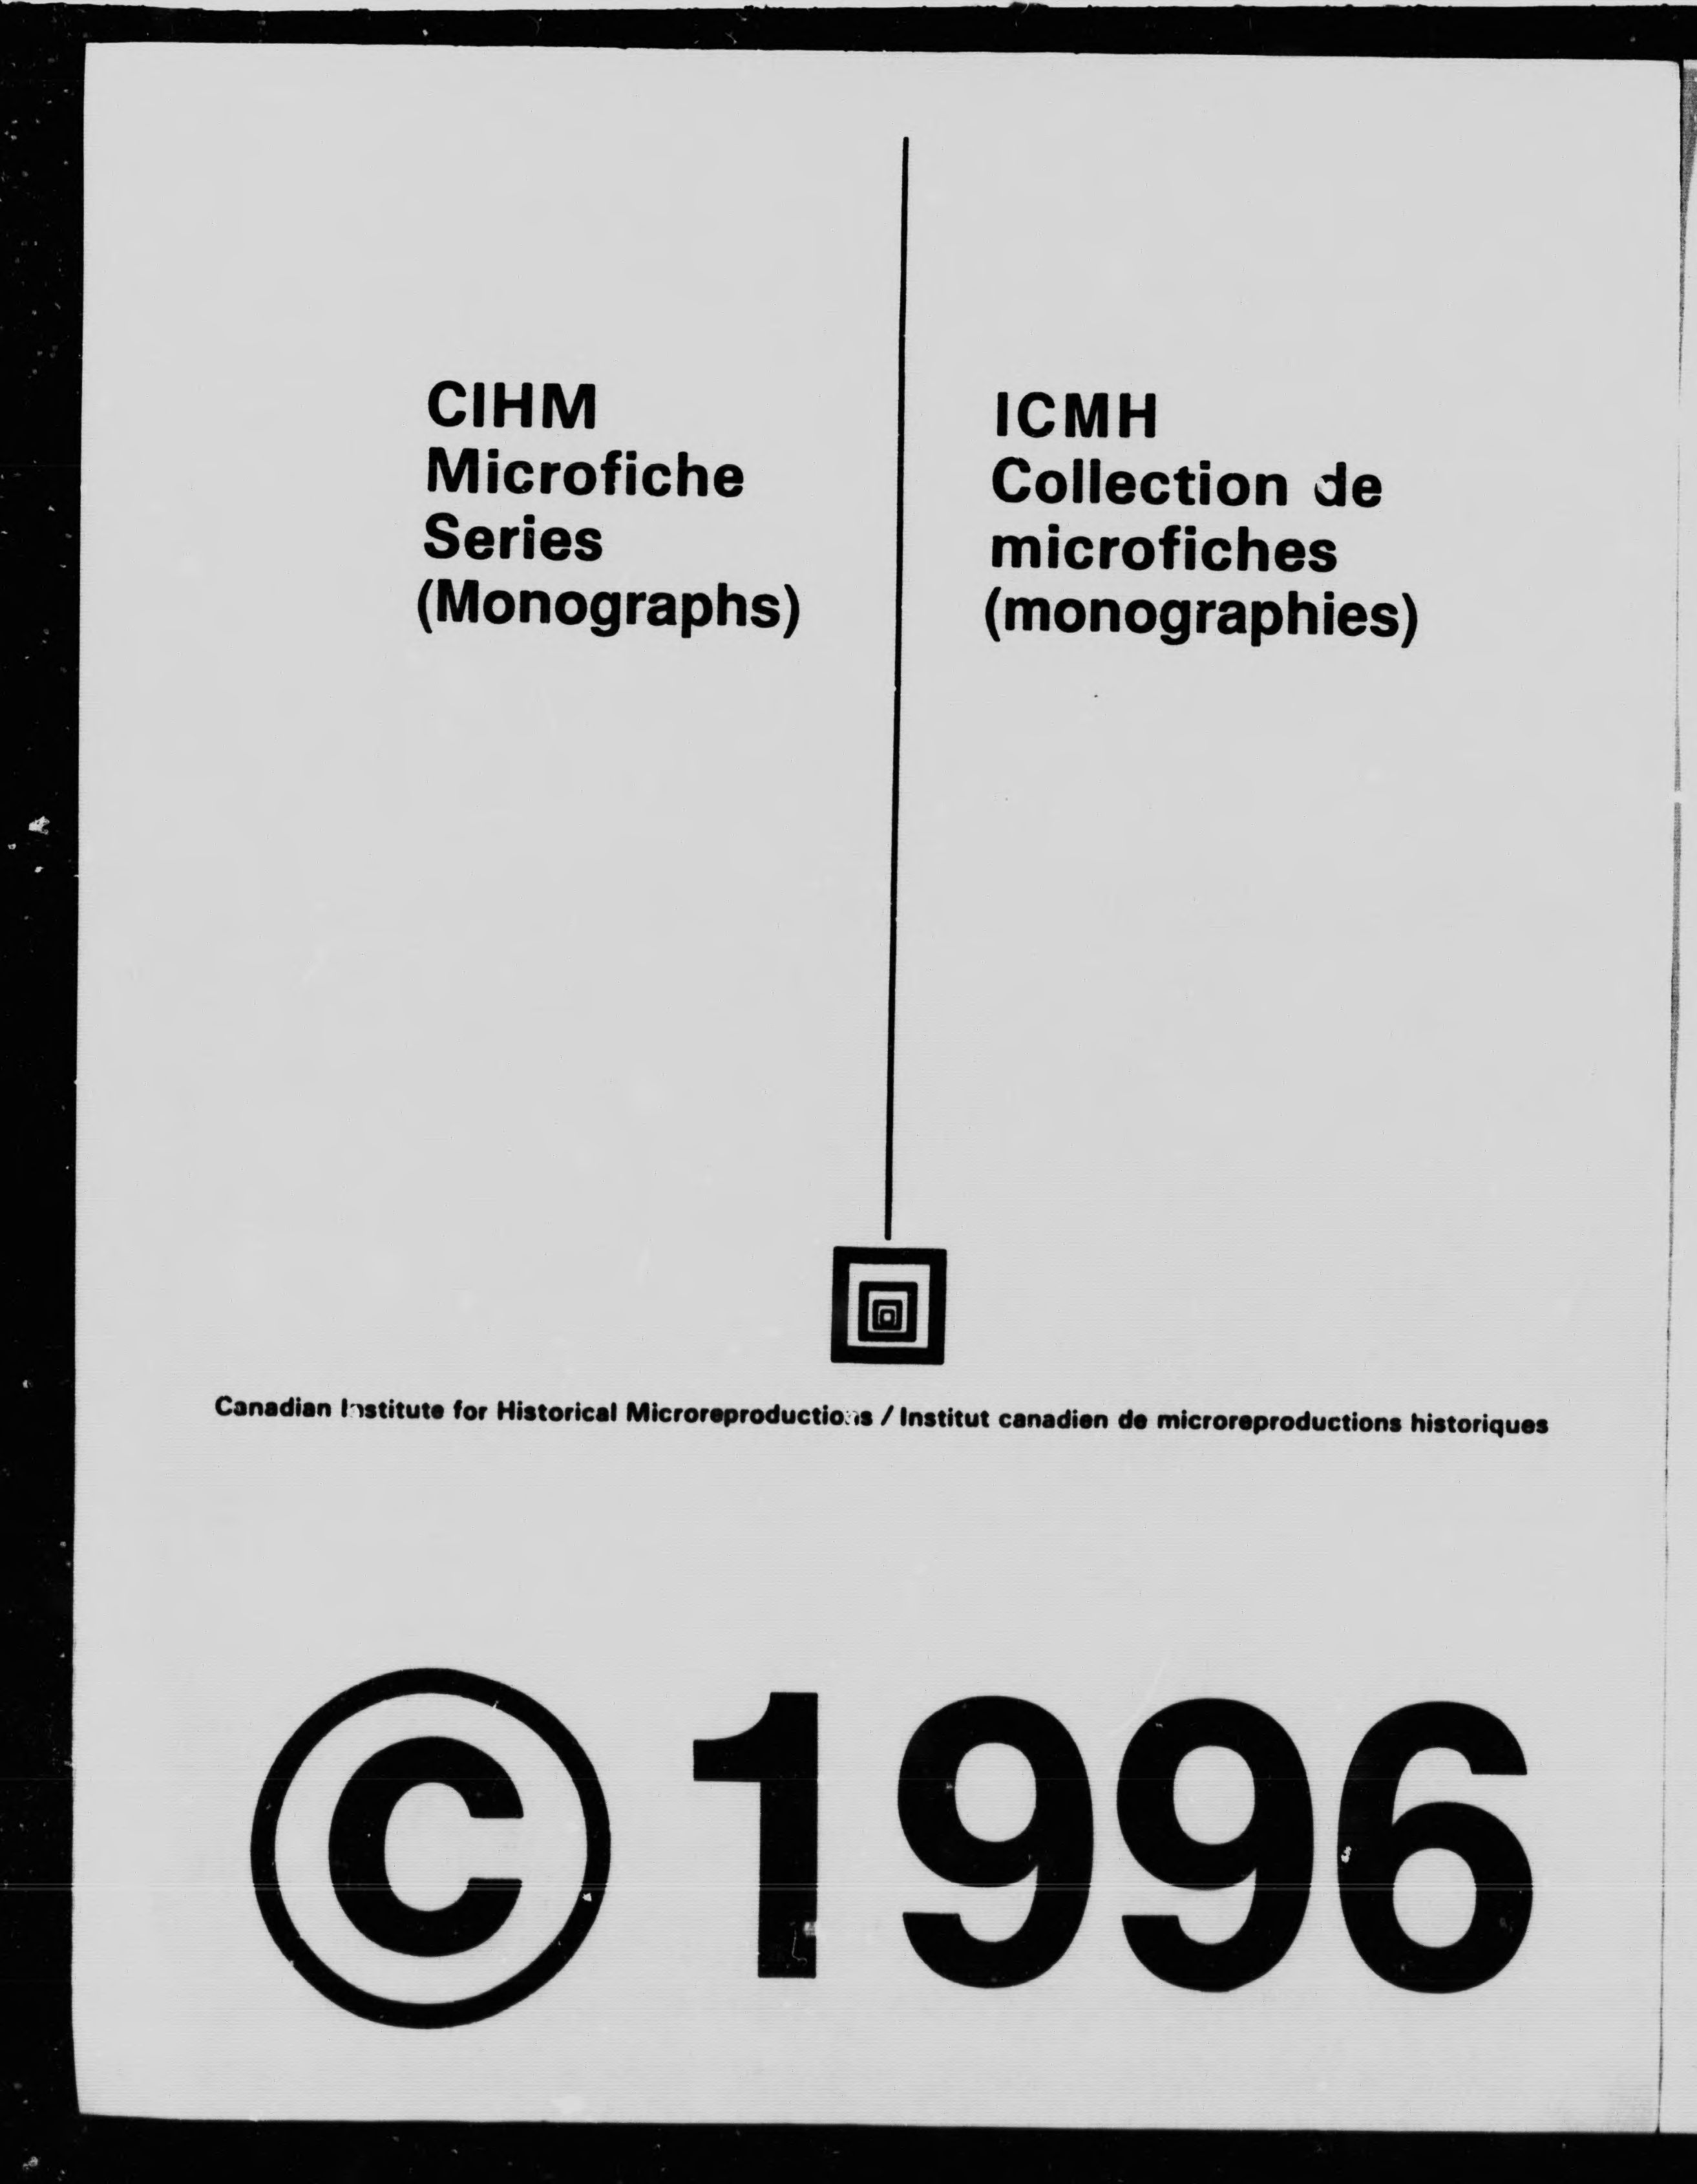 CIHM
Microfiche
Series
(Monographs)
ICMH
Collection de
microfiches
(monographies)
Canadian Institute for Historical Microreproductions / Institut canadien de microreproductions historiques
© 1996